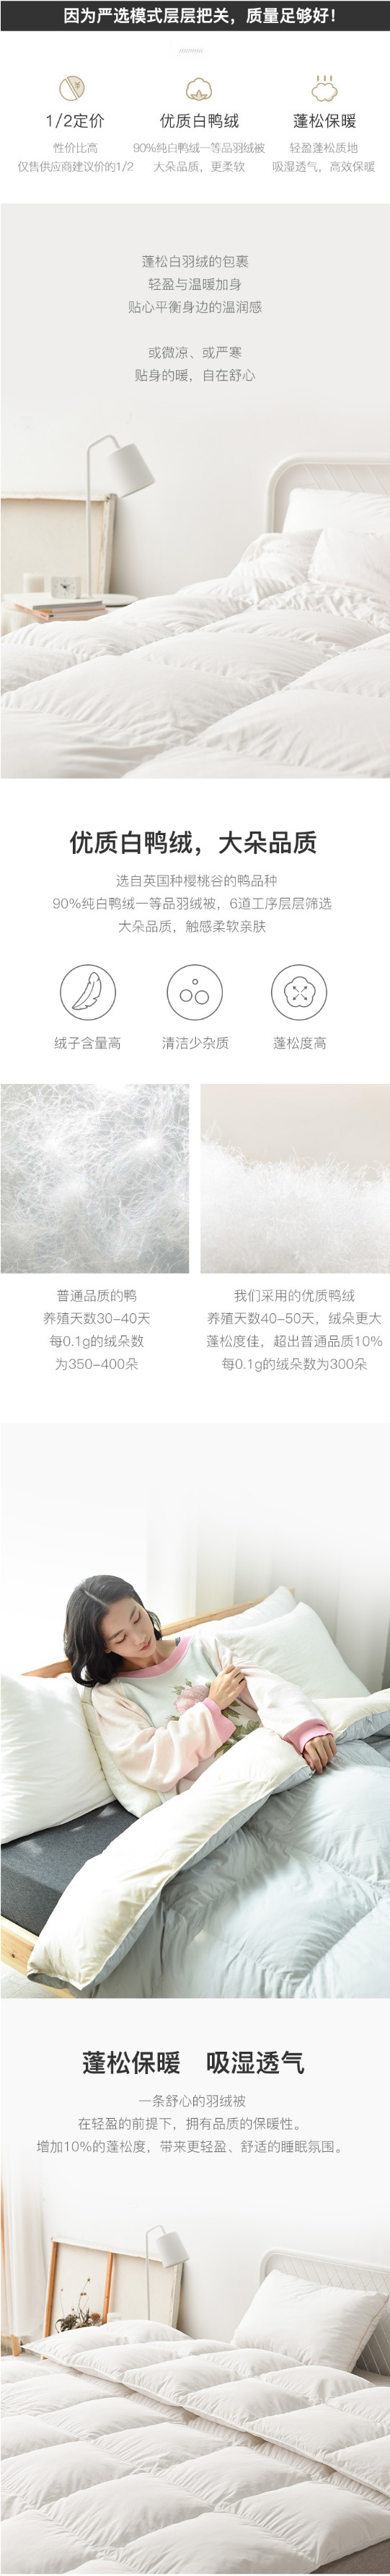 因为严选模式层层把关，质量足够好！
1/2定价
优质白鸭绒
蓬松保暖
性价比高
90%纯白鸭绒一等品羽绒被
轻盈蓬松质地
仅售供应商建议价的1/2
大朵品质，更柔软
吸湿透气，高效保暖
蓬松白羽绒的包裹
轻盈与温暖加身
贴心平衡身边的温润感
或微凉、或严寒
贴身的暖，自在舒心
优质白鸭绒，大朵品质
选自英国种樱桃谷的鸭品种
90%纯白鸭绒一等品羽绒被，6道工序层层筛选
大朵品质，触感柔软亲肤
绒子含量高
清洁少杂质
蓬松度高
普通品质的鸭
养殖天数30-40天
每0.1g的绒朵数
为350-400朵
我们采用的优质鸭绒
养殖天数40-50天，绒朵更大
蓬松度佳，超出普通品质10%
每0.1g的绒朵数为300朵
蓬松保暖 吸湿透气
一条舒心的羽绒被
在轻盈的前提下，拥有品质的保暖性。
增加10%的蓬松度，带来更轻盈、舒适的睡眠氛围。